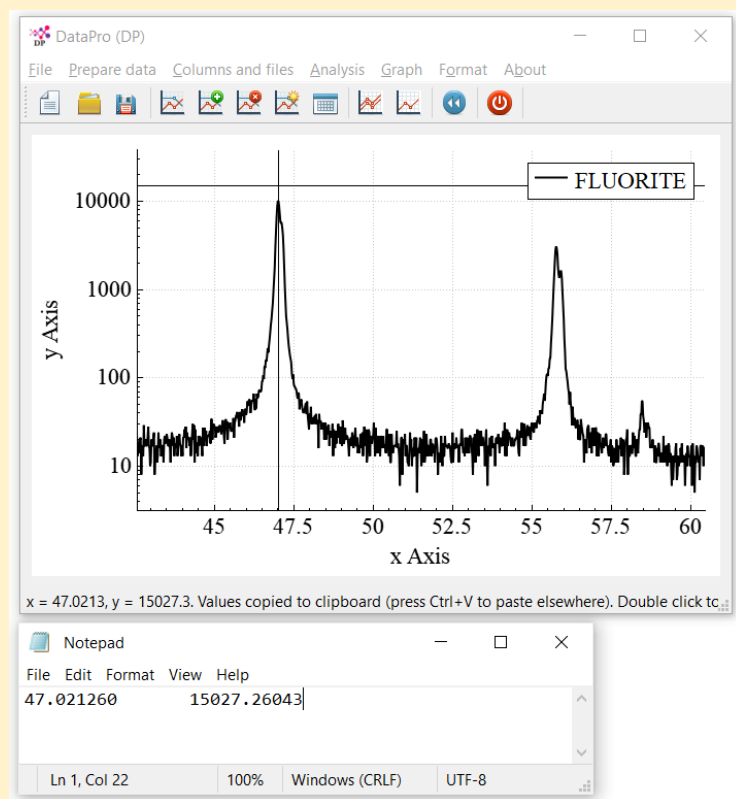 DP DataPro (DP)
File Prepare data Columns and files Analysis Graph Format About
FLUORITE
10000
1000
100
10
y Axis
45 47.5 50 52.5 55 57.5 60
x Axis
x = 47.0213, y = 15027.3. Values copied to clipboard (press Ctrl+V to paste elsewhere). Double click to
Notepad
File Edit Format View Help
47.021260 15027.26043
Ln 1, Col 22 100% Windows (CRLF) UTF-8